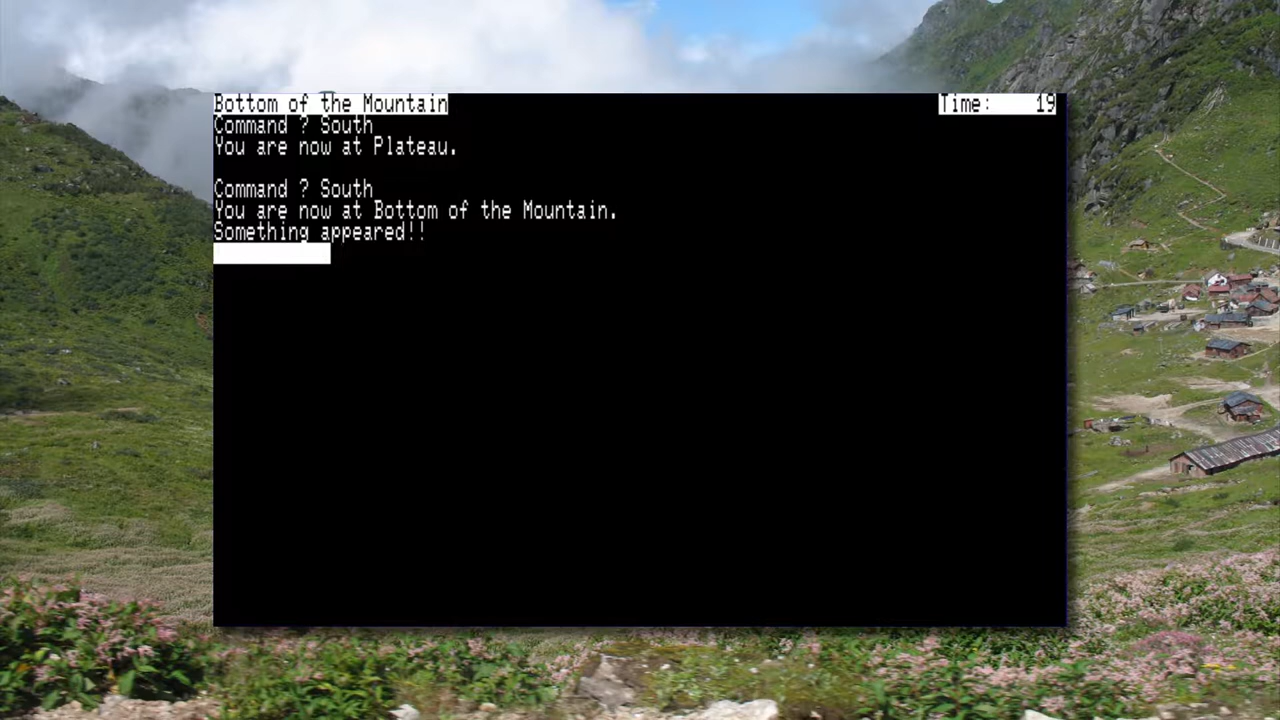 Bottom of the Mountain Time: 19
Command ? South
You are now at Plateau.
Command ? South
You are now at Bottom of the Mountain.
Something appeared!!